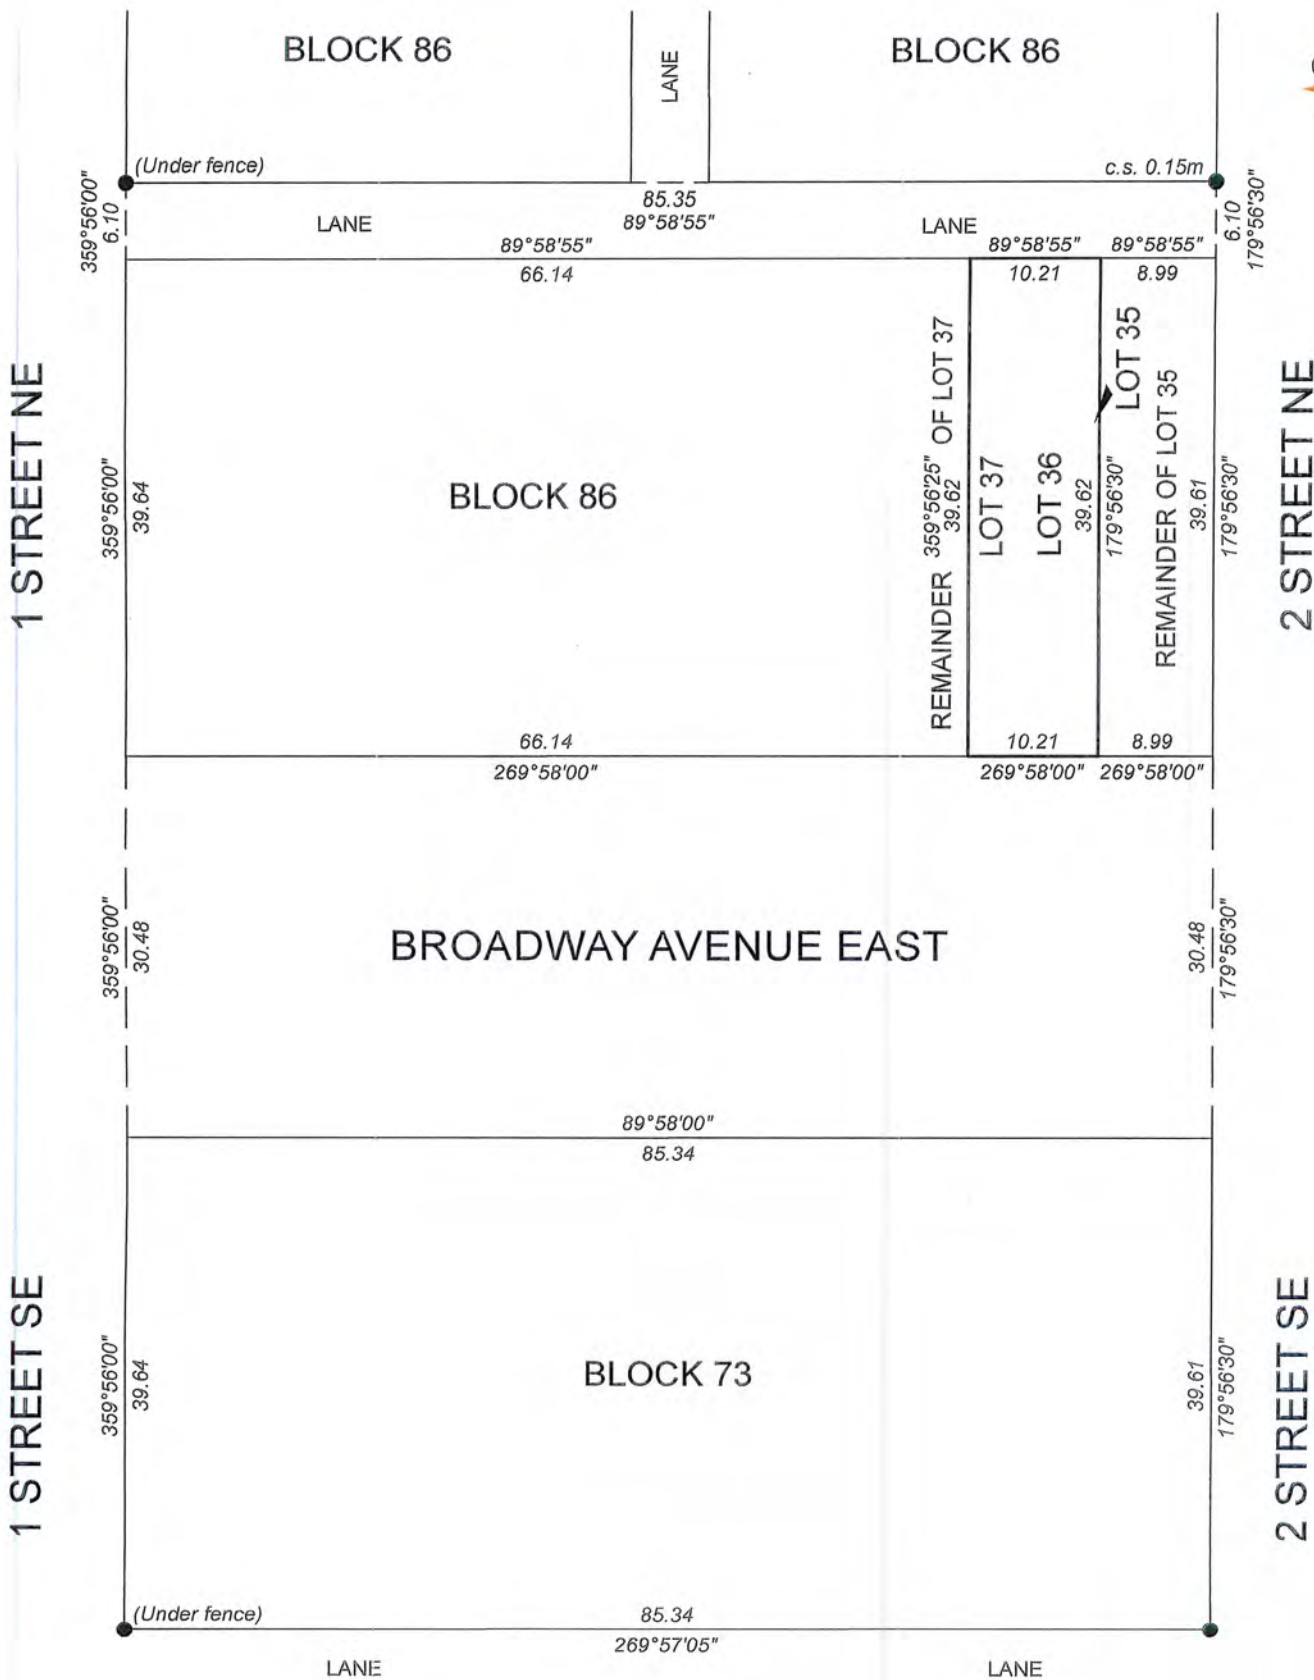 BLOCK 86
LANE
BLOCK 86
(Under fence)
c.s. 0.15m
359°56'00"
6.10
85.35
89°58'55"
6.10
179°56'30"
LANE
LANE
89°58'55"
66.14
89°58'55"
10.21
89°58'55"
8.99
1 STREET NE
359°56'00"
39.64
BLOCK 86
REMAINDER OF LOT 37
359°56'25"
39.62
LOT 37
LOT 36
39.62
179°56'30"
LOT 35
REMAINDER OF LOT 35
39.61
179°56'30"
2 STREET NE
66.14
269°58'00"
10.21
269°58'00"
8.99
269°58'00"
359°56'00"
30.48
BROADWAY AVENUE EAST
30.48
179°56'30"
89°58'00"
85.34
1 STREET SE
359°56'00"
39.64
BLOCK 73
39.61
179°56'30"
2 STREET SE
(Under fence)
85.34
269°57'05"
LANE
LANE